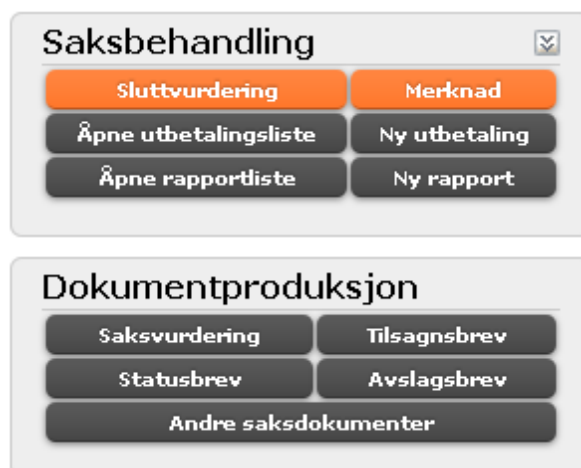 Saksbehandling
Sluttvurdering Merknad
Åpne utbetalingsliste Ny utbetaling
Åpne rapportliste Ny rapport
Dokumentproduksjon
Saksvurdering Tilsagnsbrev
Statusbrev Avslagsbrev
Andre saksdokumenter